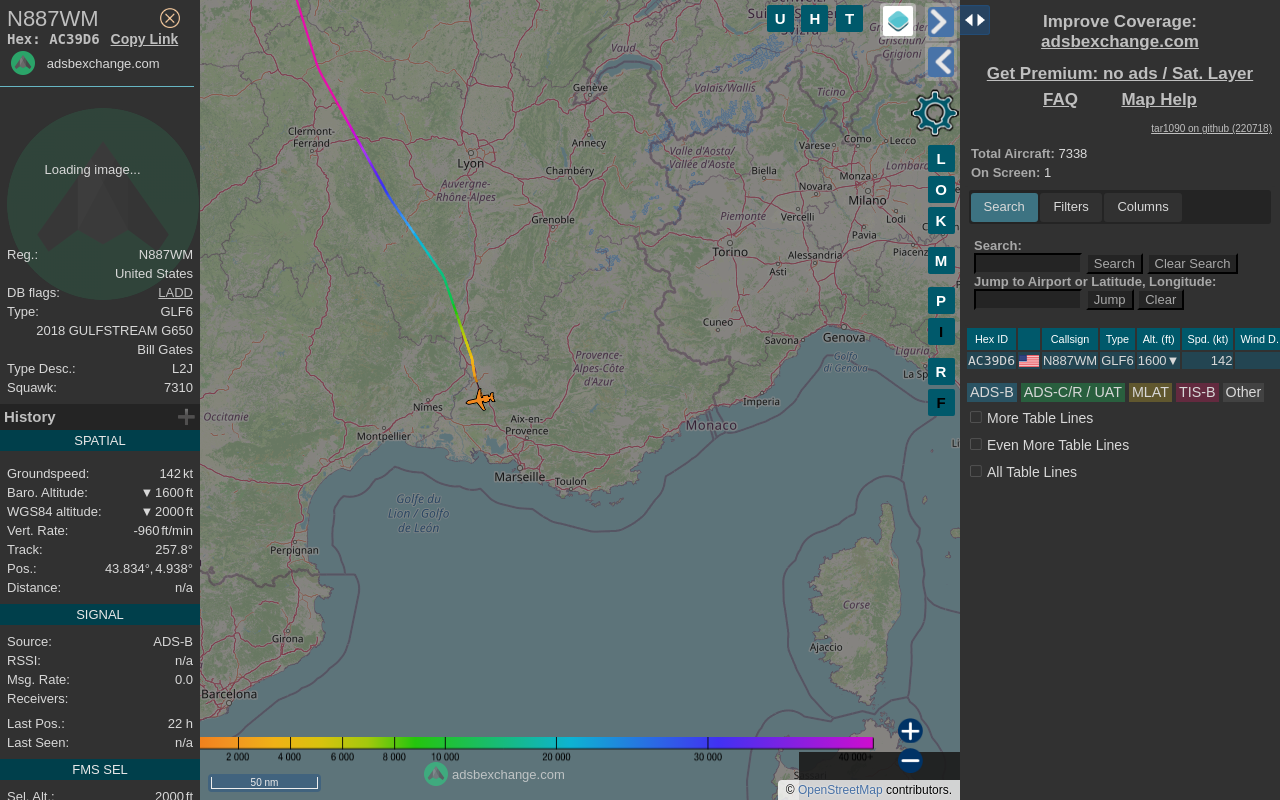 N887WM
Hex: AC39D6 Copy Link
adsbexchange.com
Loading image...
Reg.: N887WM
United States
DB flags: LADD
Type: GLF6
2018 GULFSTREAM G650
Bill Gates
Type Desc.: L2J
Squawk: 7310
History
SPATIAL
Groundspeed: 142 kt
Baro. Altitude: ▼ 1600 ft
WGS84 altitude: ▼ 2000 ft
Vert. Rate: -960 ft/min
Track: 257.8°
Pos.: 43.834°, 4.938°
Distance: n/a
SIGNAL
Source: ADS-B
RSSI: n/a
Msg. Rate: 0.0
Receivers:
Last Pos.: 22 h
Last Seen: n/a
FMS SEL
Sel. Alt.: 2000 ft
U H T
Vaud
Genève
Valais/Wallis
Grischun/
Grigioni
Ticino
Clermont-
Ferrand
Lyon
Annecy
Chambéry
Valle d'Aosta/
Vallée d'Aoste
Varese
Como
Lecco
Biella
Monza
Novara
Milano
Auvergne-
Rhône-Alpes
Grenoble
Piemonte
Vercelli
Lodi
Pavia
Torino
Alessandria
Asti
Cuneo
Savona
Genova
Golfo
di Genova
Liguria
Provence-
Alpes-Côte
d'Azur
Occitanie
Nîmes
Aix-en-
Provence
Imperia
Monaco
Montpellier
Marseille
Toulon
Golfe du
Lion / Golfo
de León
Perpignan
Girona
Barcelona
Corse
Ajaccio
L
O
K
M
P
I
R
F
2 000 4 000 6 000 8 000 10 000 20 000 30 000 40 000+
50 nm
adsbexchange.com
© OpenStreetMap contributors.
Improve Coverage:
adsbexchange.com
Get Premium: no ads / Sat. Layer
FAQ Map Help
tar1090 on github (220718)
Total Aircraft: 7338
On Screen: 1
Search Filters Columns
Search:
Search Clear Search
Jump to Airport or Latitude, Longitude:
Jump Clear
Hex ID Callsign Type Alt. (ft) Spd. (kt) Wind D.
AC39D6 N887WM GLF6 1600▼ 142
ADS-B ADS-C/R / UAT MLAT TIS-B Other
More Table Lines
Even More Table Lines
All Table Lines